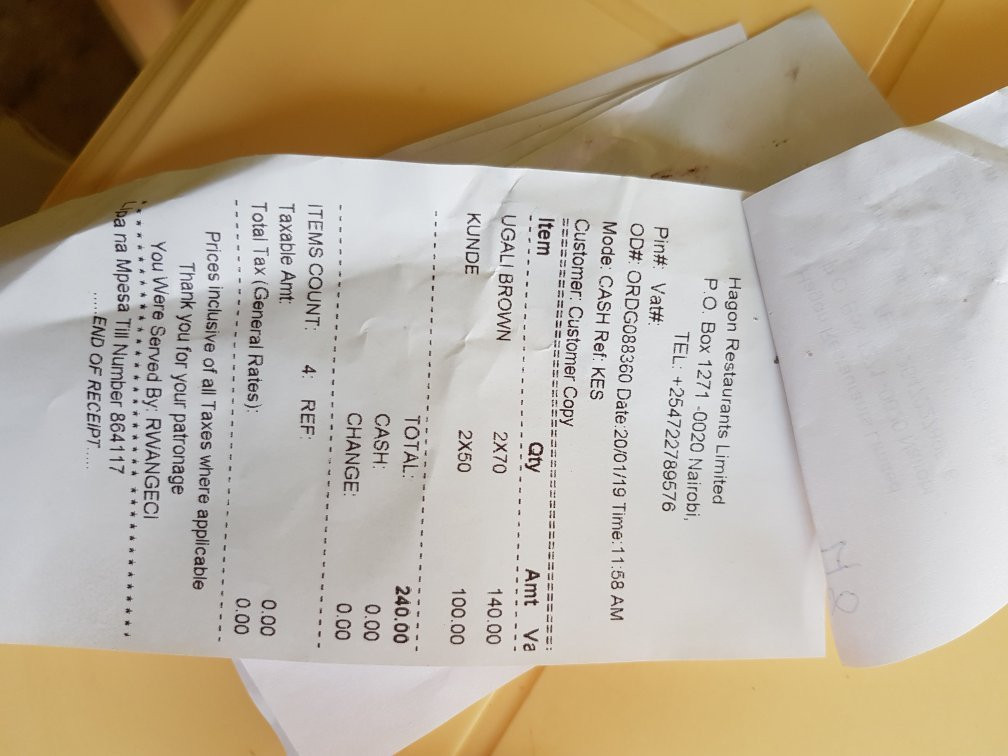 Hagon Restaurants Limited
P.O. Box 1271 -0020 Nairobi,
TEL: +254722789576
Pin#: Vat#:
OD#: ORDG088360 Date:20/01/19 Time:11:58 AM
Mode: CASH Ref: KES
Customer: Customer Copy
Item Qty Amt Va
UGALI BROWN 2X70 140.00
KUNDE 2X50 100.00
TOTAL: 240.00
CASH: 0.00
CHANGE: 0.00
ITEMS COUNT: 4: REF:
Taxable Amt: 0.00
Total Tax (General Rates): 0.00
Prices inclusive of all Taxes where applicable
Thank you for your patronage
You Were Served By: RWANGECI
Lipa na Mpesa Till Number 864117
......END OF RECEIPT.....